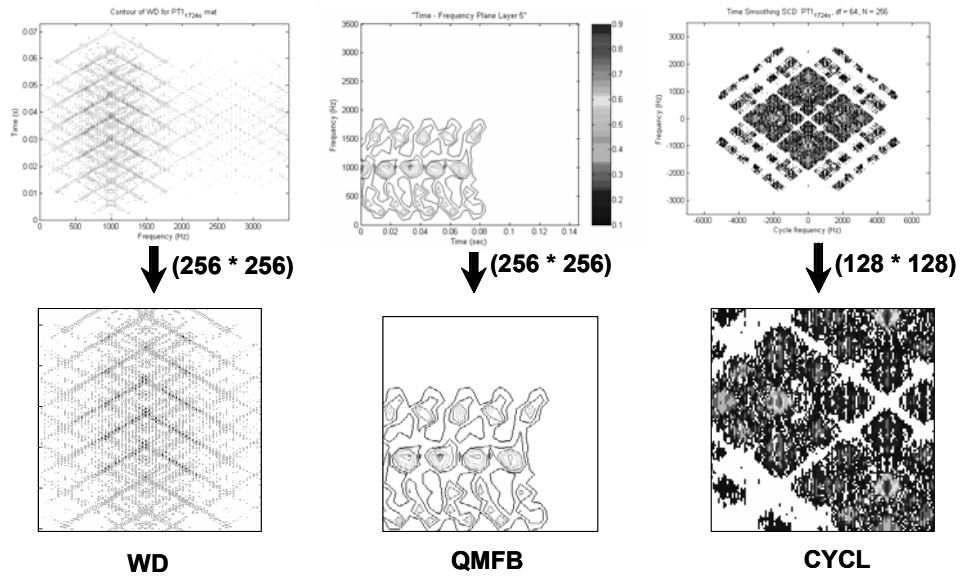 Contour of WD for PT1_1724s. mat
0.07
0.06
0.05
0.04
0.03
0.02
0.01
0
Time (s)
0 500 1000 1500 2000 2500 3000
Frequency (Hz)
"Time - Frequency Plane Layer 5"
3500
3000
2500
2000
1500
1000
500
0
Frequency (Hz)
0 0.02 0.04 0.06 0.08 0.1 0.12 0.14
Time (sec)
0.9
0.8
0.7
0.6
0.5
0.4
0.3
0.2
0.1
Time Smoothing SCD PT1_1724s, df = 64, N = 256
3000
2000
1000
0
-1000
-2000
-3000
Frequency (Hz)
-6000 -4000 -2000 0 2000 4000 6000
Cycle frequency (Hz)
(256 * 256)
(256 * 256)
(128 * 128)
WD
QMFB
CYCL